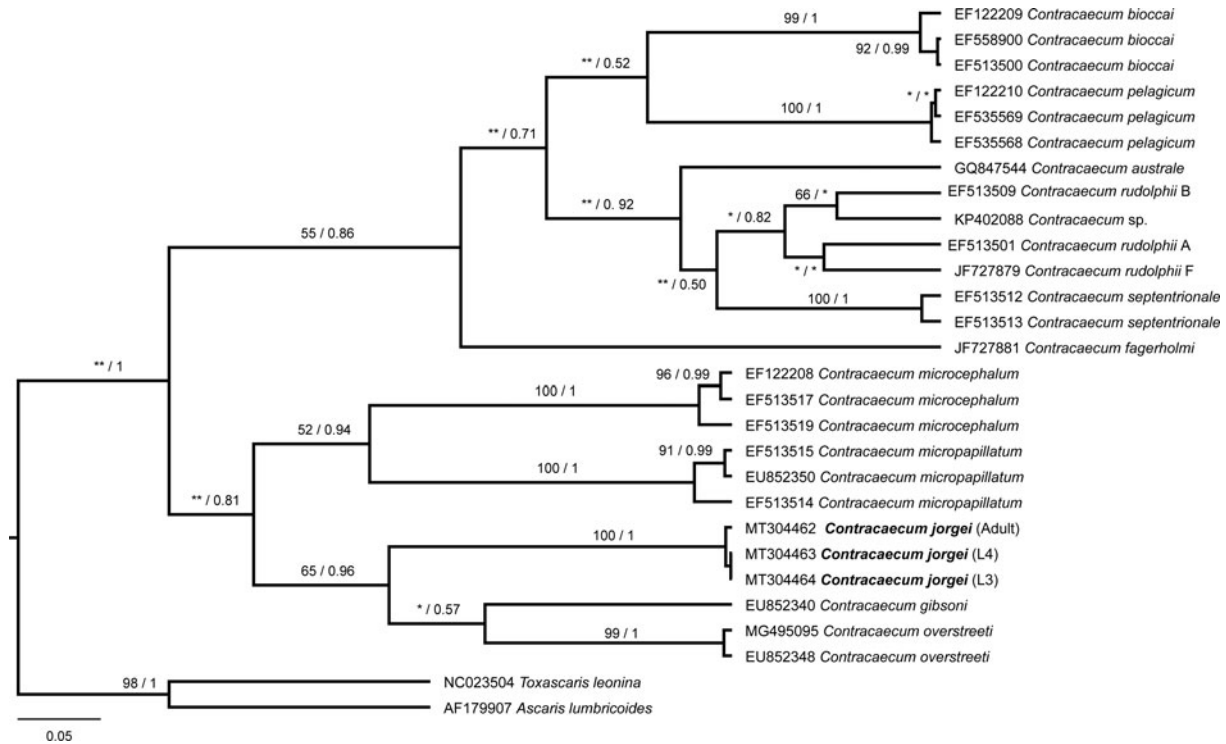 99 / 1
EF122209 Contracaecum bioccai
EF558900 Contracaecum bioccai
92 / 0.99
EF513500 Contracaecum bioccai
** / 0.52
EF122210 Contracaecum pelagicum
* / *
100 / 1
EF535569 Contracaecum pelagicum
EF535568 Contracaecum pelagicum
** / 0.71
GQ847544 Contracaecum australe
EF513509 Contracaecum rudolphii B
66 / *
** / 0. 92
* / 0.82
KP402088 Contracaecum sp.
55 / 0.86
EF513501 Contracaecum rudolphii A
* / *
JF727879 Contracaecum rudolphii F
** / 0.50
100 / 1
EF513512 Contracaecum septentrionale
EF513513 Contracaecum septentrionale
JF727881 Contracaecum fagerholmi
** / 1
96 / 0.99
EF122208 Contracaecum microcephalum
100 / 1
EF513517 Contracaecum microcephalum
EF513519 Contracaecum microcephalum
52 / 0.94
91 / 0.99
EF513515 Contracaecum micropapillatum
100 / 1
EU852350 Contracaecum micropapillatum
EF513514 Contracaecum micropapillatum
** / 0.81
MT304462 Contracaecum jorgei (Adult)
100 / 1
MT304463 Contracaecum jorgei (L4)
MT304464 Contracaecum jorgei (L3)
65 / 0.96
EU852340 Contracaecum gibsoni
* / 0.57
MG495095 Contracaecum overstreeti
99 / 1
EU852348 Contracaecum overstreeti
98 / 1
NC023504 Toxascaris leonina
AF179907 Ascaris lumbricoides
0.05